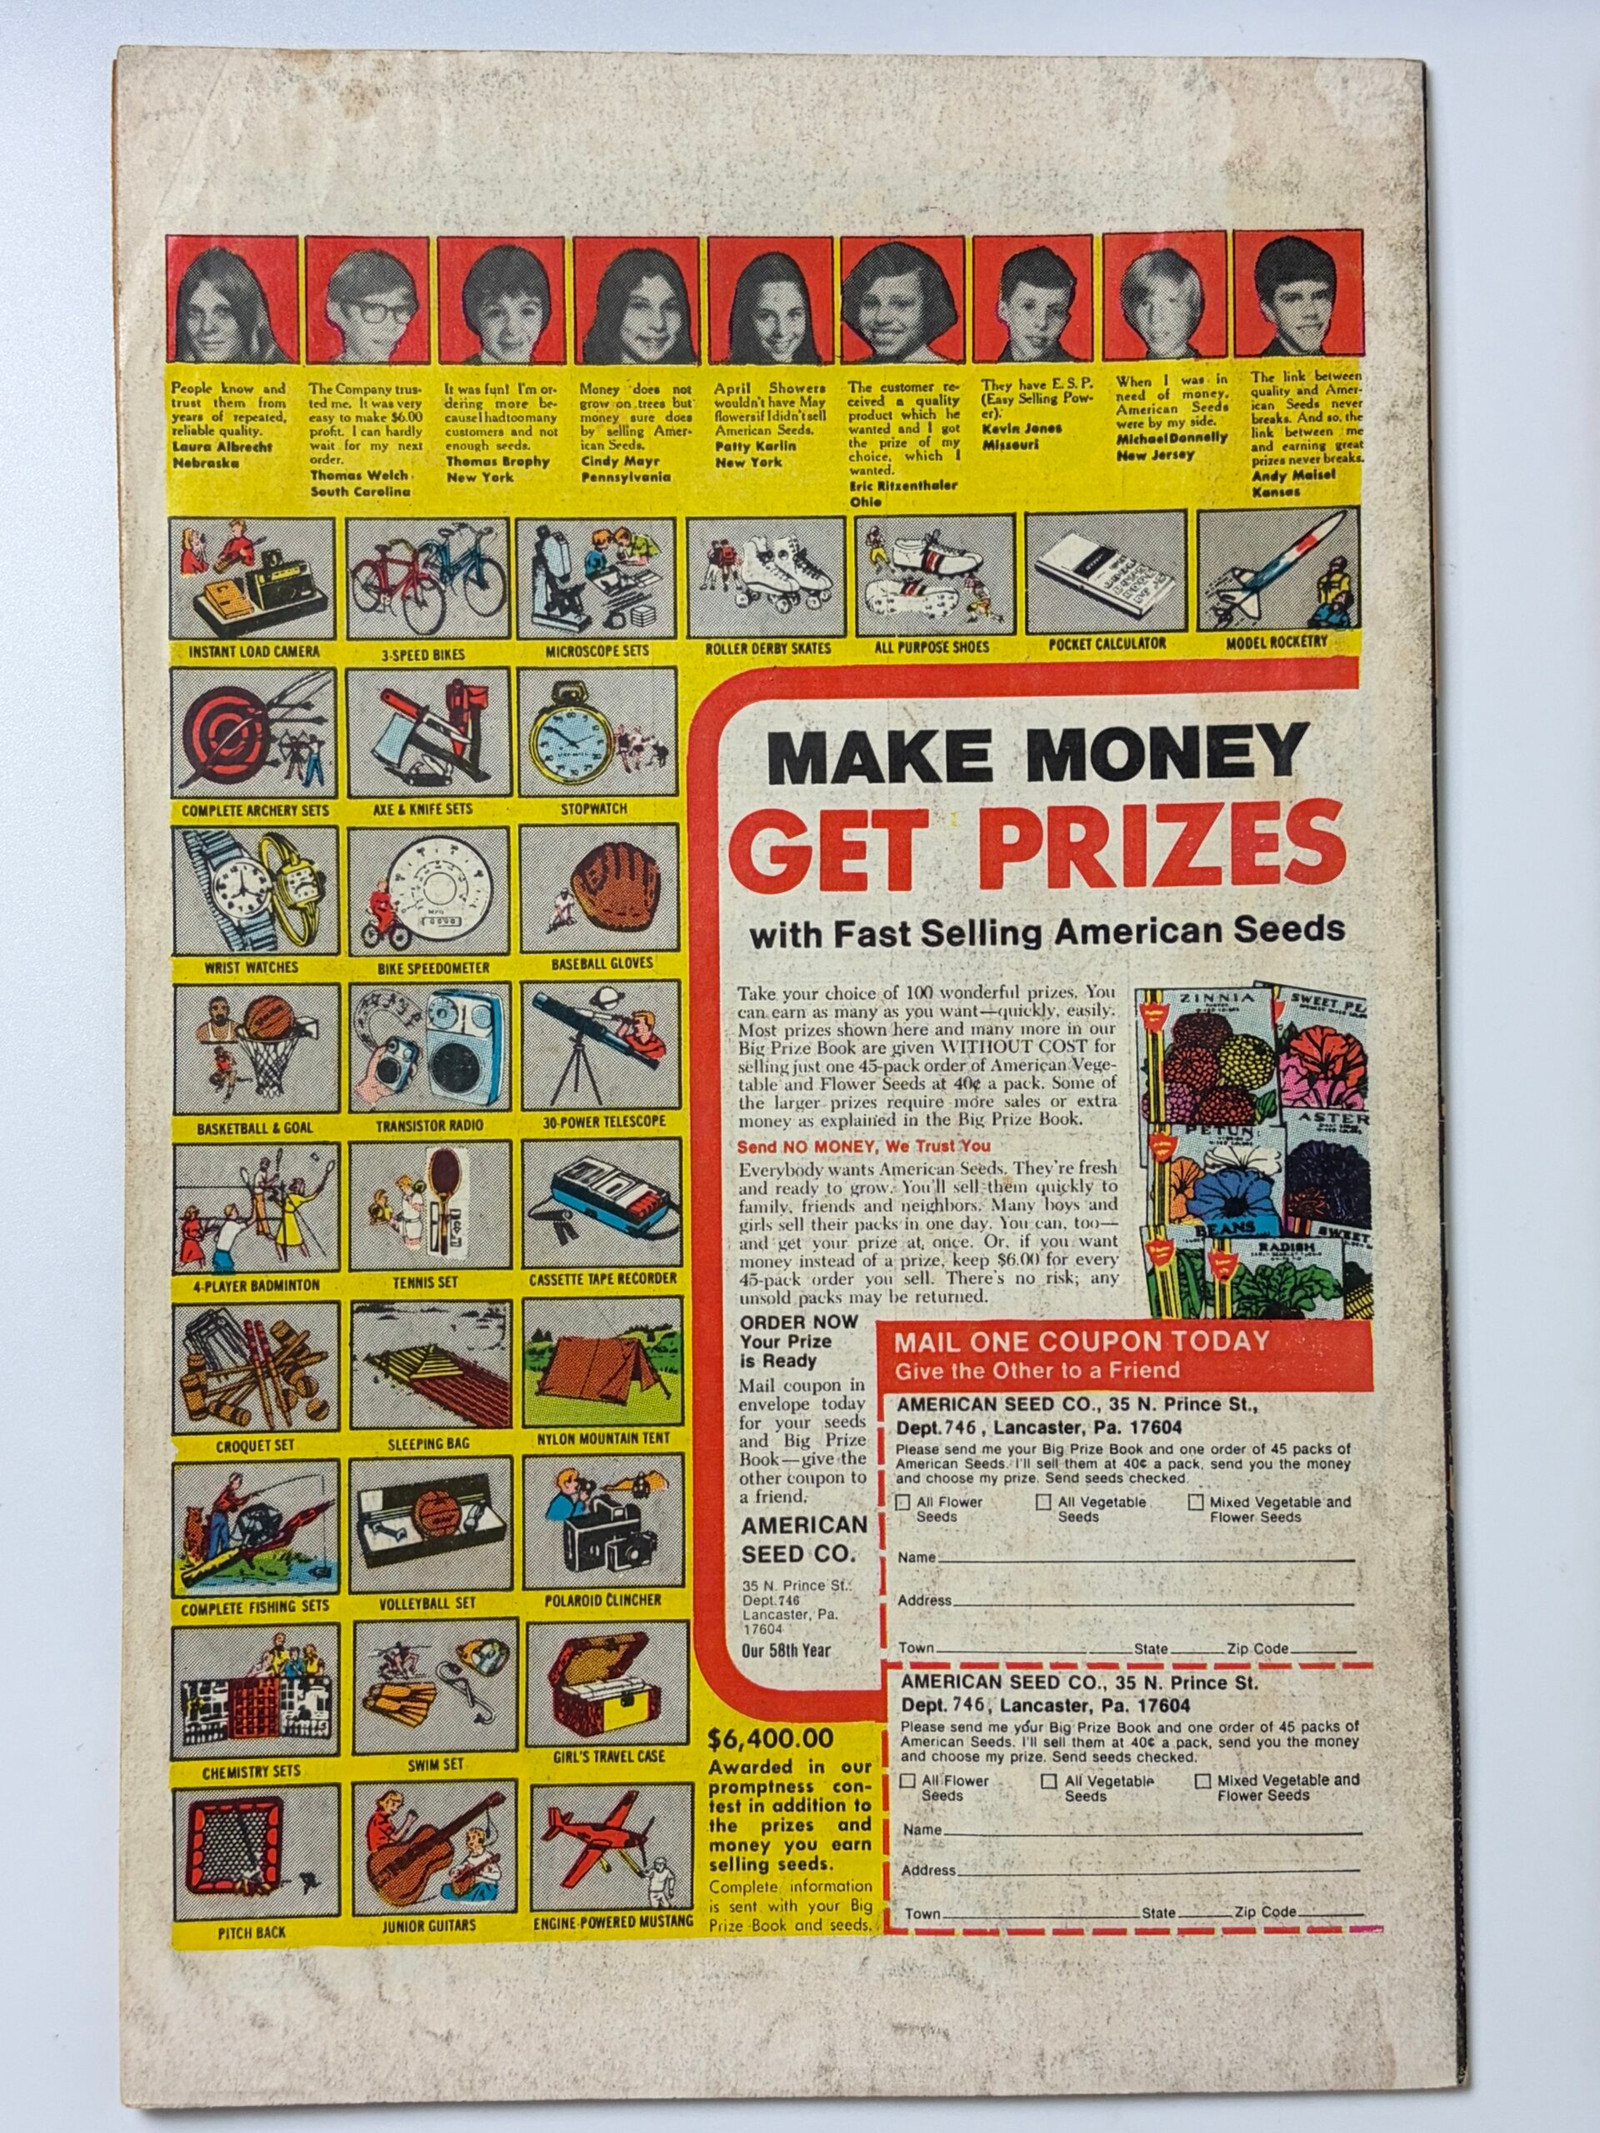 People know and
trust them from
years of repeated,
reliable quality.
Laura Albrecht
Nebraska
The Company trus-
ted me. It was very
easy to make $6.00
profit. I can hardly
wait for my next
order.
Thomas Welch
South Carolina
It was fun! I'm or-
dering more be-
cause I had too many
customers and not
enough seeds.
Thomas Brophy
New York
Money does not
grow on trees but
money sure does
by selling Amer-
ican Seeds.
Cindy Mayr
Pennsylvania
April Showers
wouldn't have May
flowers if I didn't sell
American Seeds.
Patty Karlin
New York
The customer re-
ceived a quality
product which he
wanted and I got
the prize of my
choice, which I
wanted.
Eric Ritzenthaler
Ohio
They have E.S.P.
(Easy Selling Pow-
er).
Kevin Jones
Missouri
When I was in
need of money,
American Seeds
were by my side.
Michael Donnelly
New Jersey
The link between
quality and Amer-
ican Seeds never
breaks. And so, the
link between me
and earning great
prizes never breaks.
Andy Maisel
Kansas
INSTANT LOAD CAMERA
3-SPEED BIKES
MICROSCOPE SETS
ROLLER DERBY SKATES
ALL PURPOSE SHOES
POCKET CALCULATOR
MODEL ROCKETRY
COMPLETE ARCHERY SETS
AXE & KNIFE SETS
STOPWATCH
WRIST WATCHES
BIKE SPEEDOMETER
BASEBALL GLOVES
BASKETBALL & GOAL
TRANSISTOR RADIO
30-POWER TELESCOPE
4-PLAYER BADMINTON
TENNIS SET
CASSETTE TAPE RECORDER
CROQUET SET
SLEEPING BAG
NYLON MOUNTAIN TENT
COMPLETE FISHING SETS
VOLLEYBALL SET
POLAROID CLINCHER
CHEMISTRY SETS
SWIM SET
GIRL'S TRAVEL CASE
PITCH BACK
JUNIOR GUITARS
ENGINE-POWERED MUSTANG
MAKE MONEY
GET PRIZES
with Fast Selling American Seeds
Take your choice of 100 wonderful prizes. You
can earn as many as you want—quickly, easily.
Most prizes shown here and many more in our
Big Prize Book are given WITHOUT COST for
selling just one 45-pack order of American Vege-
table and Flower Seeds at 40¢ a pack. Some of
the larger prizes require more sales or extra
money as explained in the Big Prize Book.
Send NO MONEY, We Trust You
Everybody wants American Seeds. They're fresh
and ready to grow. You'll sell them quickly to
family, friends and neighbors. Many boys and
girls sell their packs in one day. You can, too—
and get your prize at once. Or, if you want
money instead of a prize, keep $6.00 for every
45-pack order you sell. There's no risk; any
unsold packs may be returned.
ZINNIA
SWEET PE
ASTER
PETUN
BEANS
SWEET
RADISH
ORDER NOW
Your Prize
is Ready
Mail coupon in
envelope today
for your seeds
and Big Prize
Book—give the
other coupon to
a friend.
AMERICAN
SEED CO.
35 N. Prince St.
Dept. 746
Lancaster, Pa.
17604
Our 58th Year
$6,400.00
Awarded in our
promptness con-
test in addition to
the prizes and
money you earn
selling seeds.
Complete information
is sent with your Big
Prize Book and seeds.
MAIL ONE COUPON TODAY
Give the Other to a Friend
AMERICAN SEED CO., 35 N. Prince St.,
Dept. 746, Lancaster, Pa. 17604
Please send me your Big Prize Book and one order of 45 packs of
American Seeds. I'll sell them at 40¢ a pack, send you the money
and choose my prize. Send seeds checked.
All Flower Seeds
All Vegetable Seeds
Mixed Vegetable and Flower Seeds
Name
Address
Town State Zip Code
AMERICAN SEED CO., 35 N. Prince St.
Dept. 746, Lancaster, Pa. 17604
Please send me your Big Prize Book and one order of 45 packs of
American Seeds. I'll sell them at 40¢ a pack, send you the money
and choose my prize. Send seeds checked.
All Flower Seeds
All Vegetable Seeds
Mixed Vegetable and Flower Seeds
Name
Address
Town State Zip Code